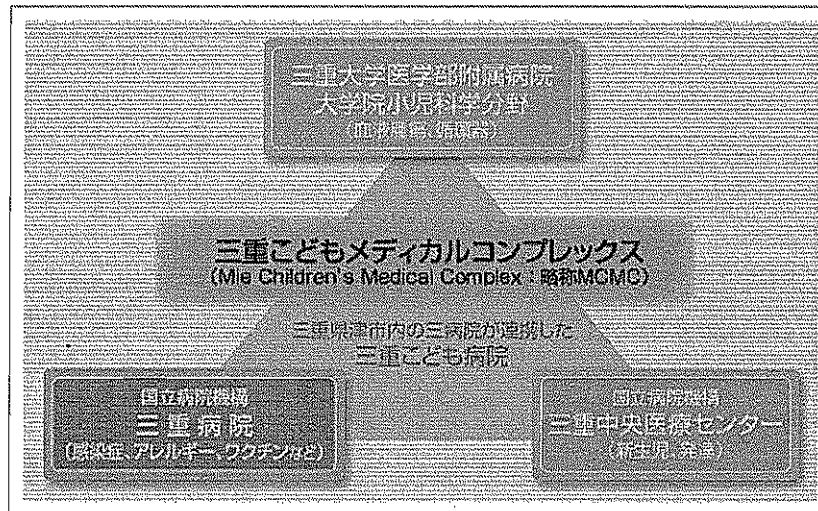 三重大学医学部附属病院
大学院小児科学分野
(循環器)
三重こどもメディカルコンプレックス
(Mie Children's Medical Complex:略称MCMC)
三重県津市内の三病院が連携した
三重こども病院
国立病院機構
三重病院
(感染症、アレルギー、ワクチンなど)
国立病院機構
三重中央医療センター
(新生児・発達)